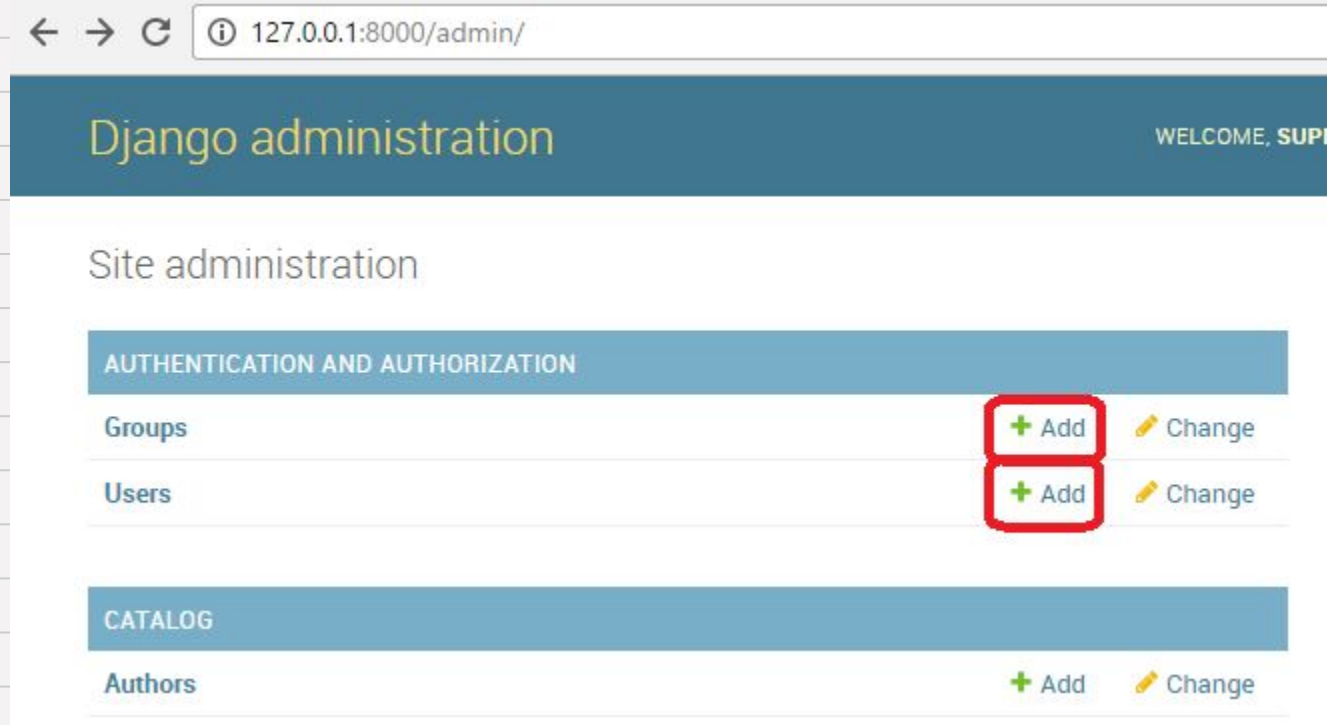 127.0.0.1:8000/admin/
Django administration
WELCOME,
Site administration
AUTHENTICATION AND AUTHORIZATION
Groups + Add Change
Users + Add Change
CATALOG
Authors + Add Change